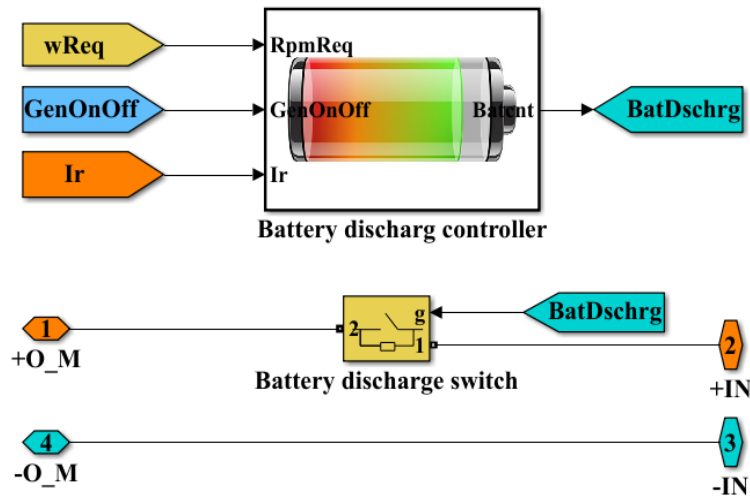 wReq
RpmReq
GenOnOff
GenOnOff
Batcnt
BatDschrg
Ir
Ir
Battery discharg controller
BatDschrg
g
1
2
1
2
+O_M
+IN
Battery discharge switch
4
3
-O_M
-IN